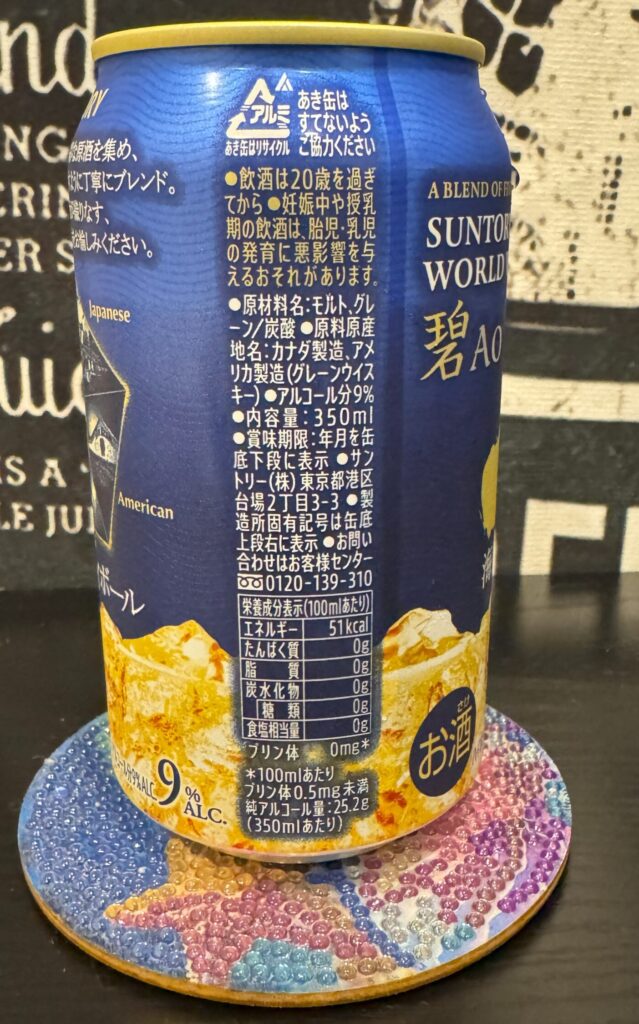 アルミ
あき缶はリサイクル
あき缶は
すてないよう
ご協力ください
●飲酒は20歳を過ぎ
てから●妊娠中や授乳
期の飲酒は、胎児・乳児
の発育に悪影響を与
えるおそれがあります。
●原材料名:モルト、グレ
ーン/炭酸 ●原料原産
地名:カナダ製造、アメ
リカ製造(グレーンウイス
キー) ●アルコール分9%
●内容量:350ml
●賞味期限:年月を缶
底下段に表示 ●サン
トリー(株) 東京都港区
台場2丁目3-3 ●製
造所固有記号は缶底
上段右に表示 ●お問い
合わせはお客様センター
0120-139-310
栄養成分表示(100mlあたり)
エネルギー 51kcal
たんぱく質 0g
脂質 0g
炭水化物 0g
糖類 0g
食塩相当量 0g
プリン体 0mg*
*100mlあたり
プリン体0.5mg未満
純アルコール量:25.2g
(350mlあたり)
原酒を集め、
丁寧にブレンド。
しみください。
Japanese
American
ボール
9% ALC.
A BLEND OF
SUNTOR
WORLD
碧 Ao
さけ
お酒